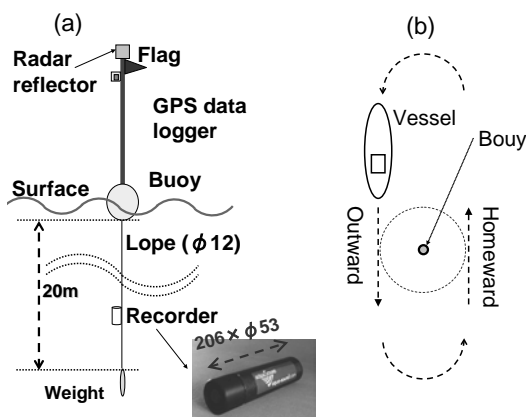 (a)
Radar
reflector
Flag
GPS data
logger
Surface
Buoy
Lope (ϕ12)
20m
Recorder
206×ϕ53
Weight
(b)
Vessel
Bouy
Outward
Homeward